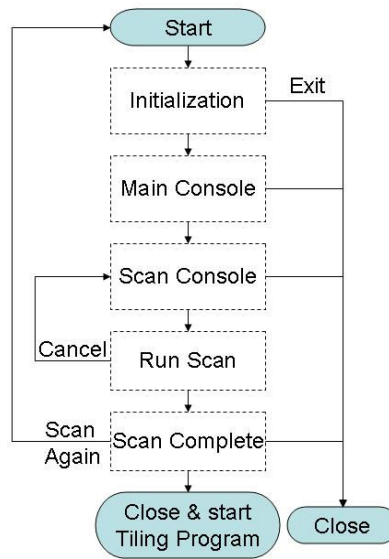 Start
Initialization
Exit
Main Console
Scan Console
Cancel
Run Scan
Scan
Again
Scan Complete
Close & start
Tiling Program
Close